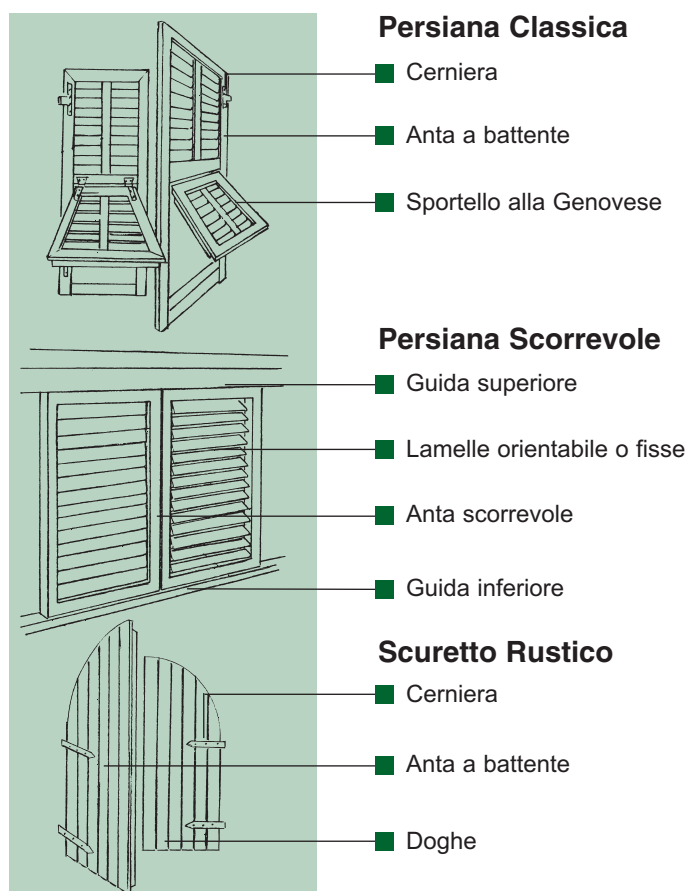 Persiana Classica
Cerniera
Anta a battente
Sportello alla Genovese
Persiana Scorrevole
Guida superiore
Lamelle orientabile o fisse
Anta scorrevole
Guida inferiore
Scuretto Rustico
Cerniera
Anta a battente
Doghe